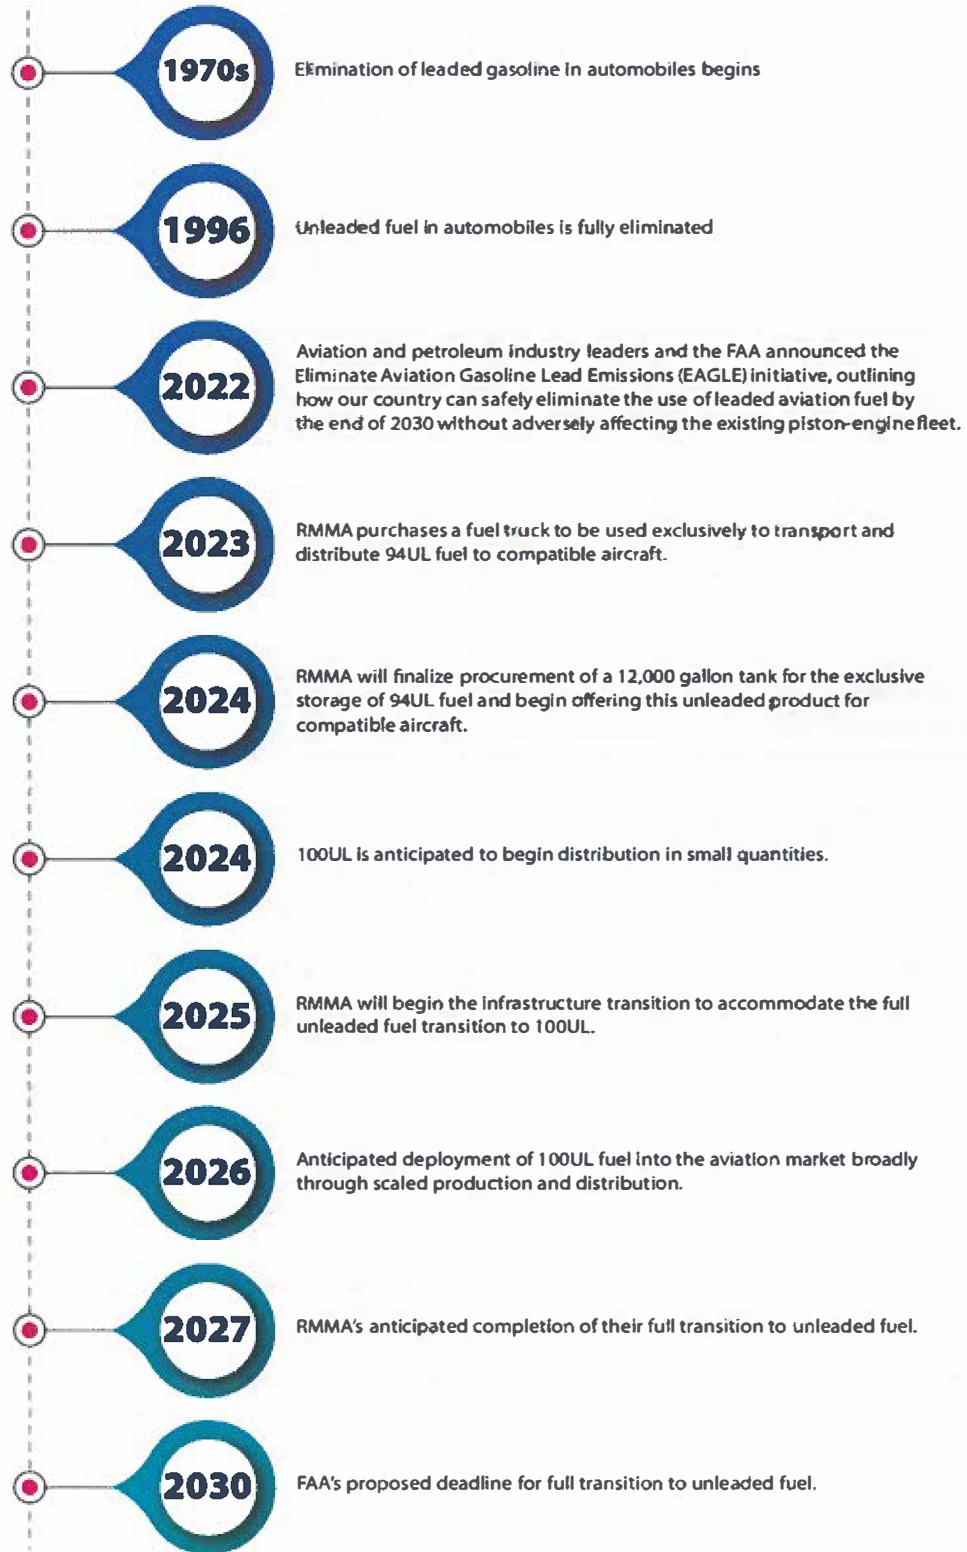 1970s
Elimination of leaded gasoline in automobiles begins
1996
Unleaded fuel in automobiles is fully eliminated
2022
Aviation and petroleum industry leaders and the FAA announced the
Eliminate Aviation Gasoline Lead Emissions (EAGLE) initiative, outlining
how our country can safely eliminate the use of leaded aviation fuel by
the end of 2030 without adversely affecting the existing piston-engine fleet.
2023
RMMA purchases a fuel truck to be used exclusively to transport and
distribute 94UL fuel to compatible aircraft.
2024
RMMA will finalize procurement of a 12,000 gallon tank for the exclusive
storage of 94UL fuel and begin offering this unleaded product for
compatible aircraft.
2024
100UL is anticipated to begin distribution in small quantities.
2025
RMMA will begin the infrastructure transition to accommodate the full
unleaded fuel transition to 100UL.
2026
Anticipated deployment of 100UL fuel into the aviation market broadly
through scaled production and distribution.
2027
RMMA's anticipated completion of their full transition to unleaded fuel.
2030
FAA's proposed deadline for full transition to unleaded fuel.